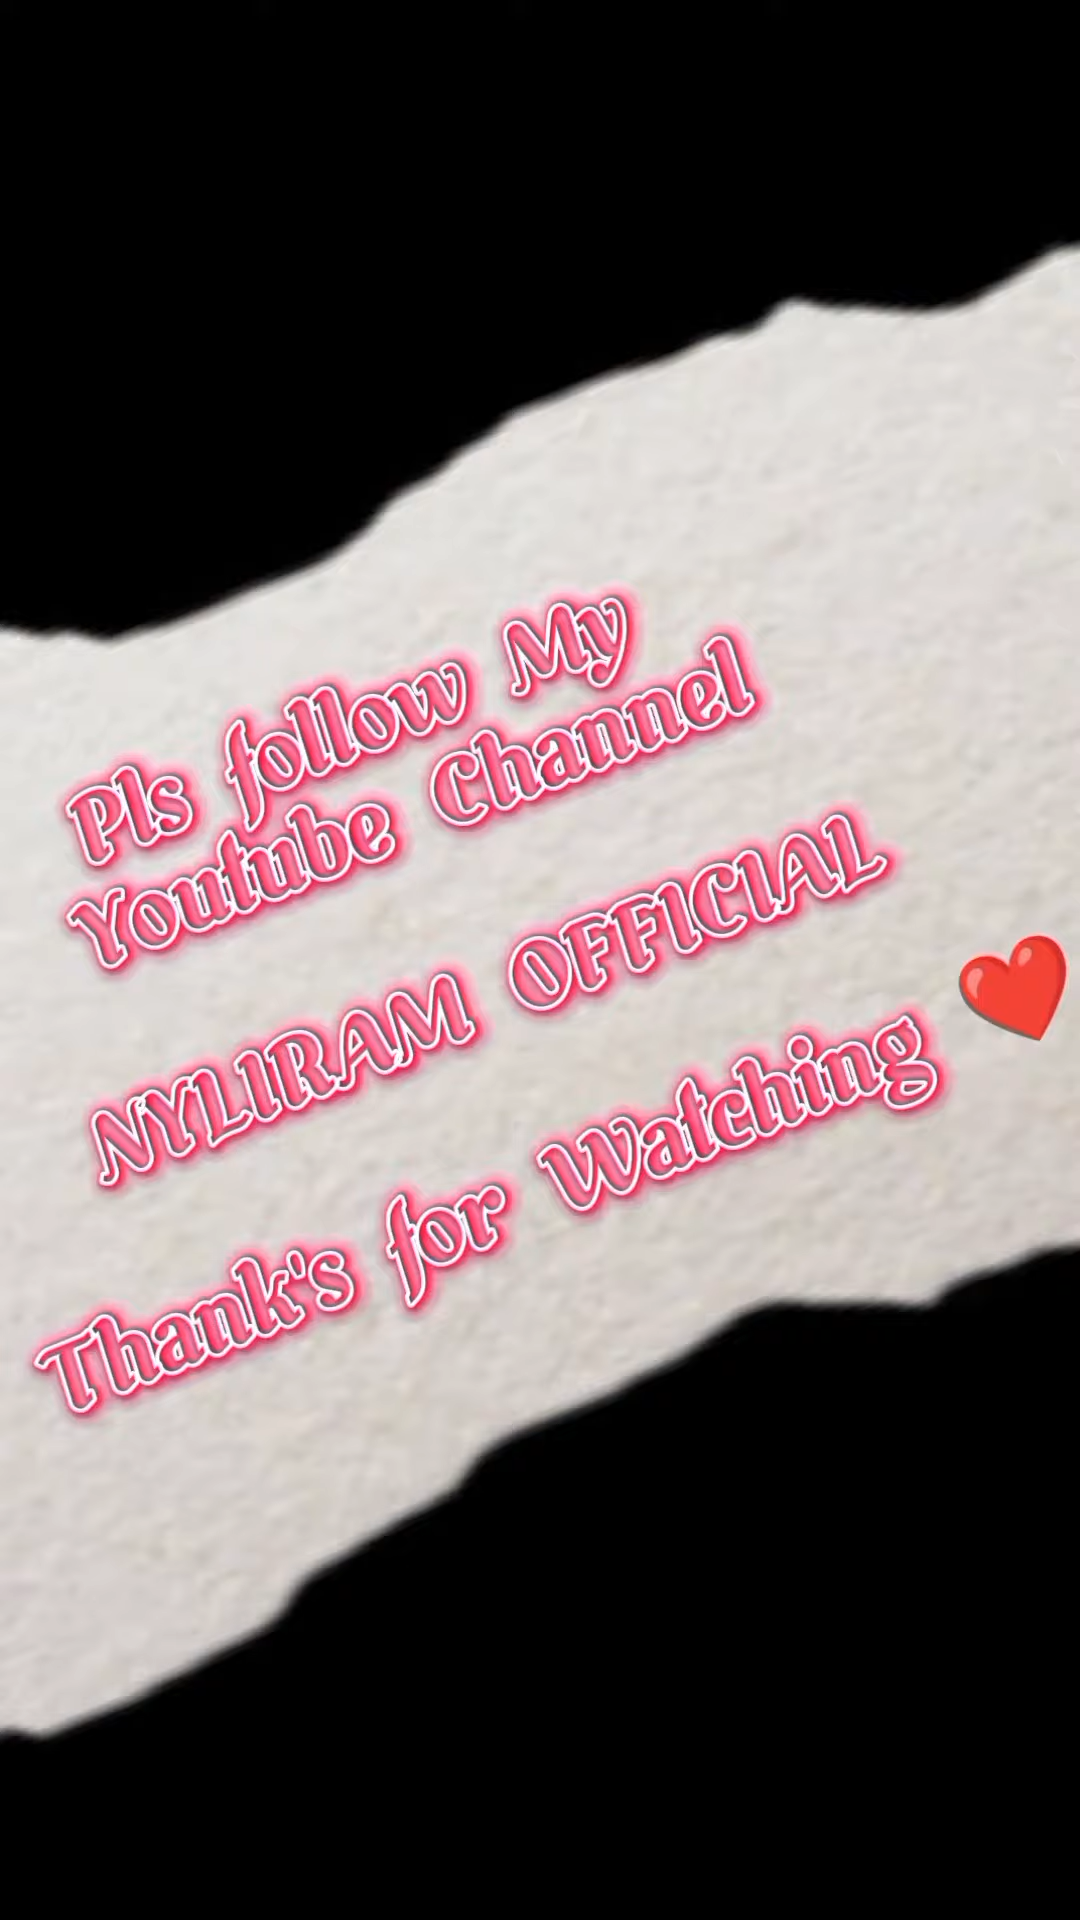 Pls follow My
Youtube Channel
NYLIRAM OFFICIAL
Thank's for Watching ❤️